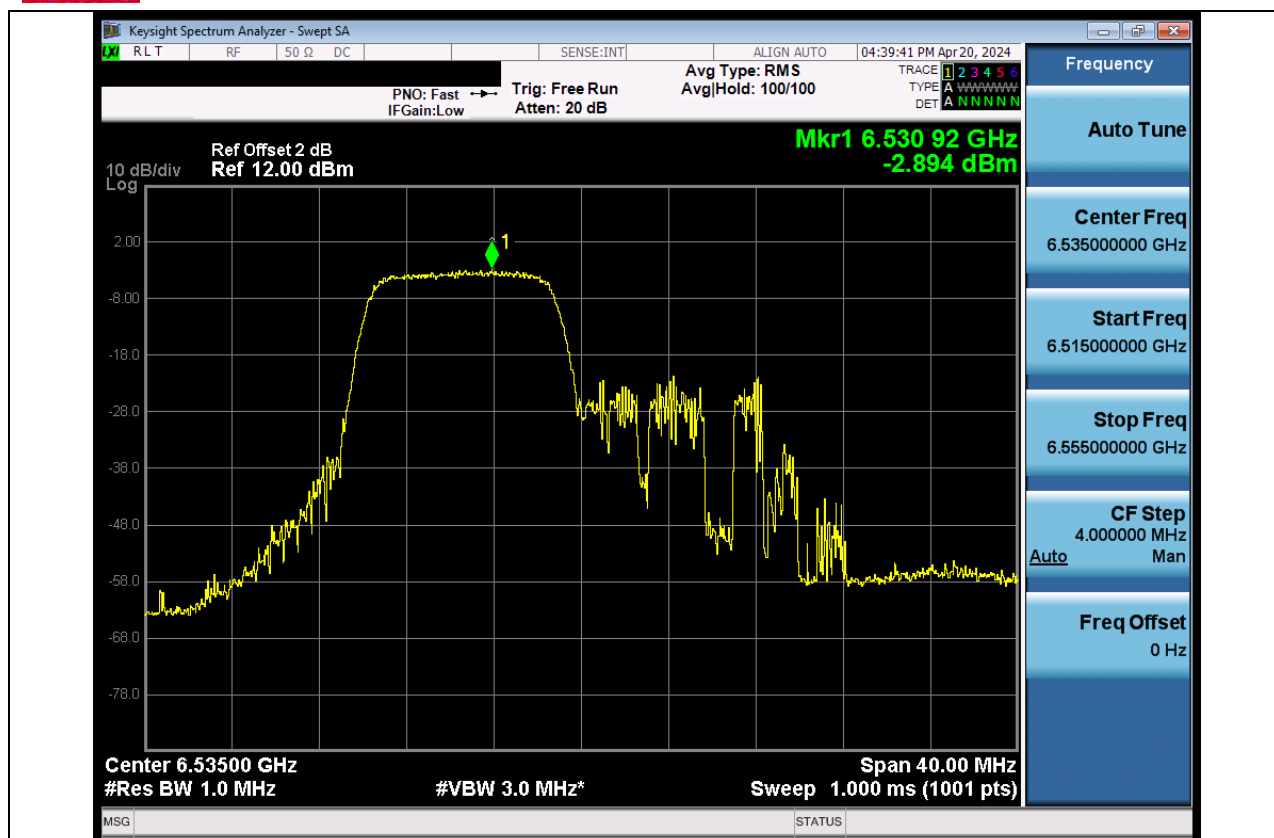 Keysight Spectrum Analyzer - Swept SA
LXI RLT RF 50 Ω DC SENSE:INT ALIGN AUTO 04:39:41 PM Apr 20, 2024
PNO: Fast Trig: Free Run Avg Type: RMS TRACE 1 2 3 4 5 6
IFGain:Low Atten: 20 dB Avg|Hold: 100/100 TYPE A WWWWW
DET A N N N N N
Mkr1 6.530 92 GHz
-2.894 dBm
Ref Offset 2 dB
10 dB/div Ref 12.00 dBm
Log
1
2.00
-8.00
-18.0
-28.0
-38.0
-48.0
-58.0
-68.0
-78.0
Center 6.53500 GHz Span 40.00 MHz
#Res BW 1.0 MHz #VBW 3.0 MHz* Sweep 1.000 ms (1001 pts)
MSG STATUS
Frequency
Auto Tune
Center Freq
6.535000000 GHz
Start Freq
6.515000000 GHz
Stop Freq
6.555000000 GHz
CF Step
4.000000 MHz
Auto Man
Freq Offset
0 Hz